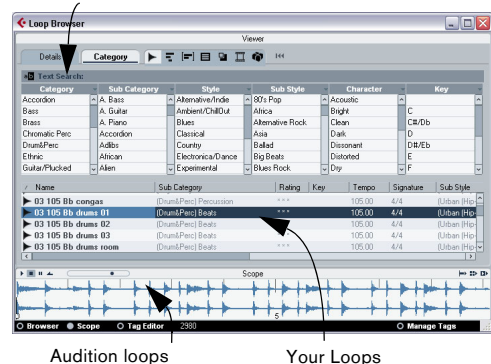 Loop Browser
Viewer
Details Category
Text Search:
Category Sub Category Style Sub Style Character Key
Accordion A. Bass Alternative/Indie 80's Pop Acoustic
Bass A. Guitar Ambient/ChillOut Africa Bright C
Brass A. Piano Blues Alternative Rock Clean C#/Db
Chromatic Perc Accordion Classical Asia Dark D
Drum&Perc Adlibs Country Ballad Dissonant D#/Eb
Ethnic African Electronica/Dance Big Beats Distorted E
Guitar/Plucked Alien Experimental Blues Rock Dry F
/ Name Sub Category Rating Key Tempo Signature Sub Style
03 105 Bb congas (Drum&Perc) Percussion *** 105.00 4/4 (Urban (Hip-
03 105 Bb drums 01 (Drum&Perc) Beats *** 105.00 4/4 (Urban (Hip-
03 105 Bb drums 02 (Drum&Perc) Beats *** 105.00 4/4 (Urban (Hip-
03 105 Bb drums 03 (Drum&Perc) Beats *** 105.00 4/4 (Urban (Hip-
03 105 Bb drums room (Drum&Perc) Beats *** 105.00 4/4 (Urban (Hip-
Scope
5
Browser Scope Tag Editor 2980 Manage Tags
Audition loops Your Loops